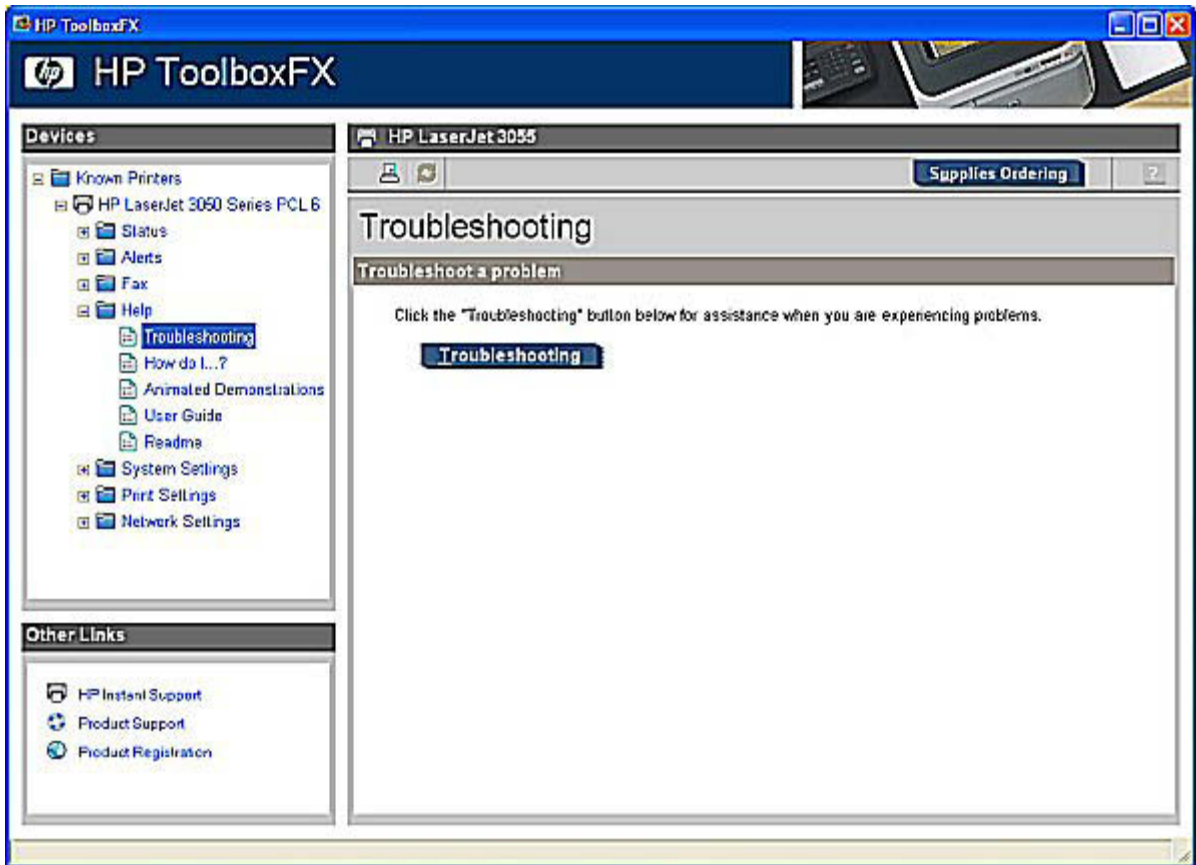 HP ToolboxFX
hp HP ToolboxFX
Devices
Known Printers
HP LaserJet 3050 Series PCL 6
Status
Alerts
Fax
Help
Troubleshooting
How do I...?
Animated Demonstrations
User Guide
Readme
System Settings
Print Settings
Network Settings
Other Links
HP Instant Support
Product Support
Product Registration
HP LaserJet 3055
Supplies Ordering ?
Troubleshooting
Troubleshoot a problem
Click the "Troubleshooting" button below for assistance when you are experiencing problems.
Troubleshooting